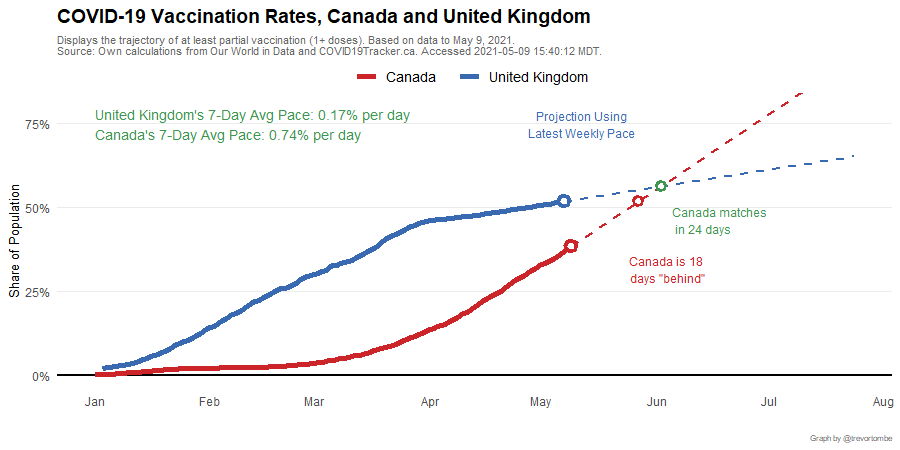 COVID-19 Vaccination Rates, Canada and United Kingdom
Displays the trajectory of at least partial vaccination (1+ doses). Based on data to May 9, 2021.
Source: Own calculations from Our World in Data and COVID19Tracker.ca. Accessed 2021-05-09 15:40:12 MDT.
Canada
United Kingdom
United Kingdom's 7-Day Avg Pace: 0.17% per day
Canada's 7-Day Avg Pace: 0.74% per day
Projection Using
Latest Weekly Pace
Canada matches
in 24 days
Canada is 18
days "behind"
Share of Population
75%
50%
25%
0%
Jan
Feb
Mar
Apr
May
Jun
Jul
Aug
Graph by @trevortombe